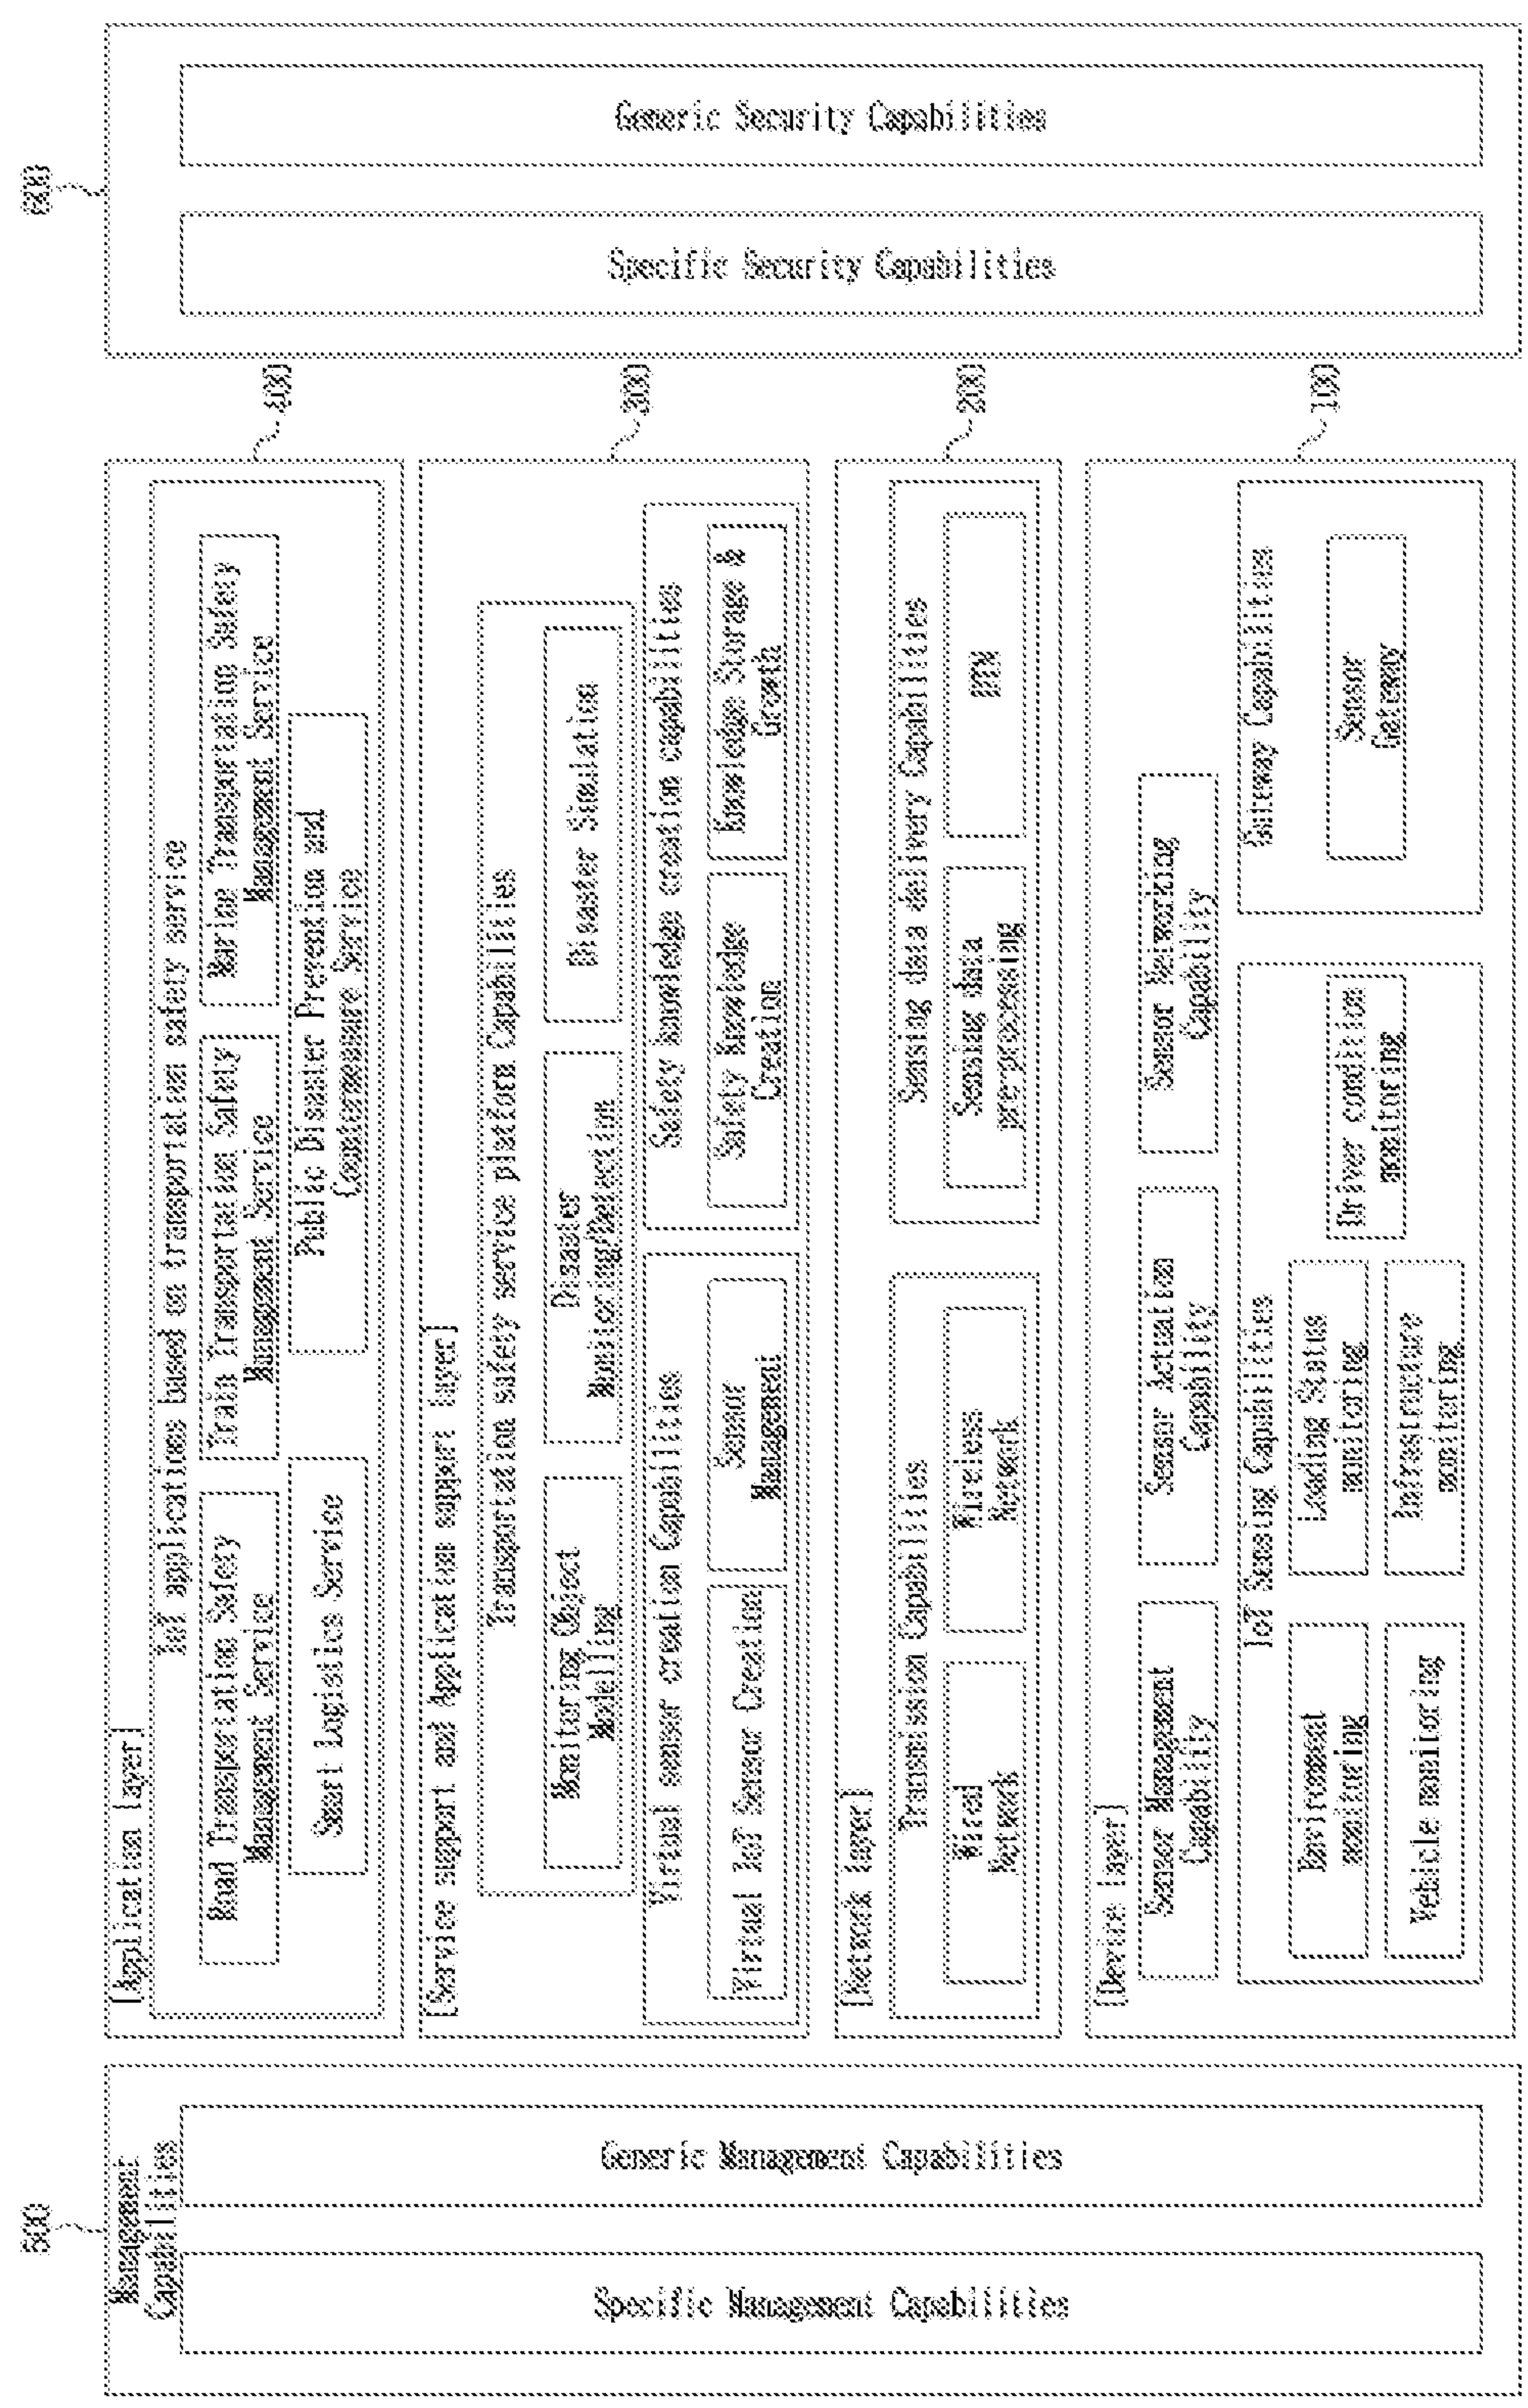 500
Management
Capabilities
Specific Management Capabilities
Generic Management Capabilities
[Application layer]
400
IoT applications based on transportation safety service
Road Transportation Safety
Management Service
Train Transportation Safety
Management Service
Marine Transportation Safety
Management Service
Smart Logistics Service
Public Disaster Prevention and
Countermeasure Service
[Service support and Application support layer]
300
Transportation safety service platform Capabilities
Monitoring Object
Modelling
Disaster
Monitoring/Detection
Disaster Simulation
Virtual sensor creation Capabilities
Virtual IoT Sensor Creation
Sensor
Management
Safety knowledge creation capabilities
Safety Knowledge
Creation
Knowledge Storage &
Growth
[Network layer]
200
Transmission Capabilities
Wired
Network
Wireless
Network
Sensing data delivery Capabilities
Sensing data
preprocessing
[Device layer]
100
Sensor Management
Capability
Sensor Actuation
Capability
Sensor Networking
Capability
IoT Sensing Capabilities
Environment
monitoring
Loading Status
monitoring
Driver condition
monitoring
Vehicle monitoring
Infrastructure
monitoring
Gateway Capabilities
Sensor
Gateway
600
Specific Security Capabilities
Generic Security Capabilities